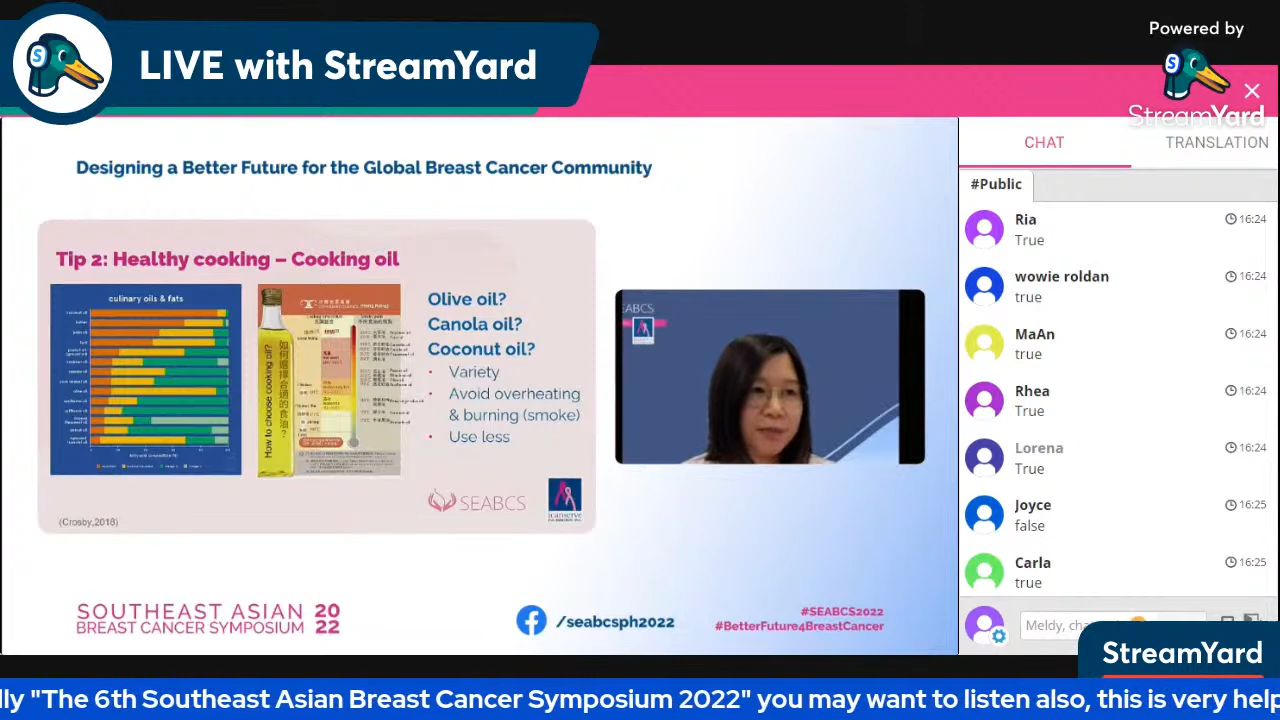 LIVE with StreamYard
Powered by
StreamYard
CHAT
TRANSLATION
#Public
Ria
16:24
True
wowie roldan
16:24
true
MaAn
16:24
true
Rhea
16:24
True
Lorena
16:24
True
Joyce
16:25
false
Carla
16:25
true
Meldy,
Designing a Better Future for the Global Breast Cancer Community
Tip 2: Healthy cooking – Cooking oil
culinary oils & fats
How to choose cooking oil?
如何選擇合適的食油?
Olive oil?
Canola oil?
Coconut oil?
• Variety
• Avoid overheating
& burning (smoke)
• Use less
SEABCS
(Crosby,2018)
EABCS
SOUTHEAST ASIAN
BREAST CANCER SYMPOSIUM
20
22
/seabcsph2022
#SEABCS2022
#BetterFuture4BreastCancer
StreamYard
lly "The 6th Southeast Asian Breast Cancer Symposium 2022" you may want to listen also, this is very help